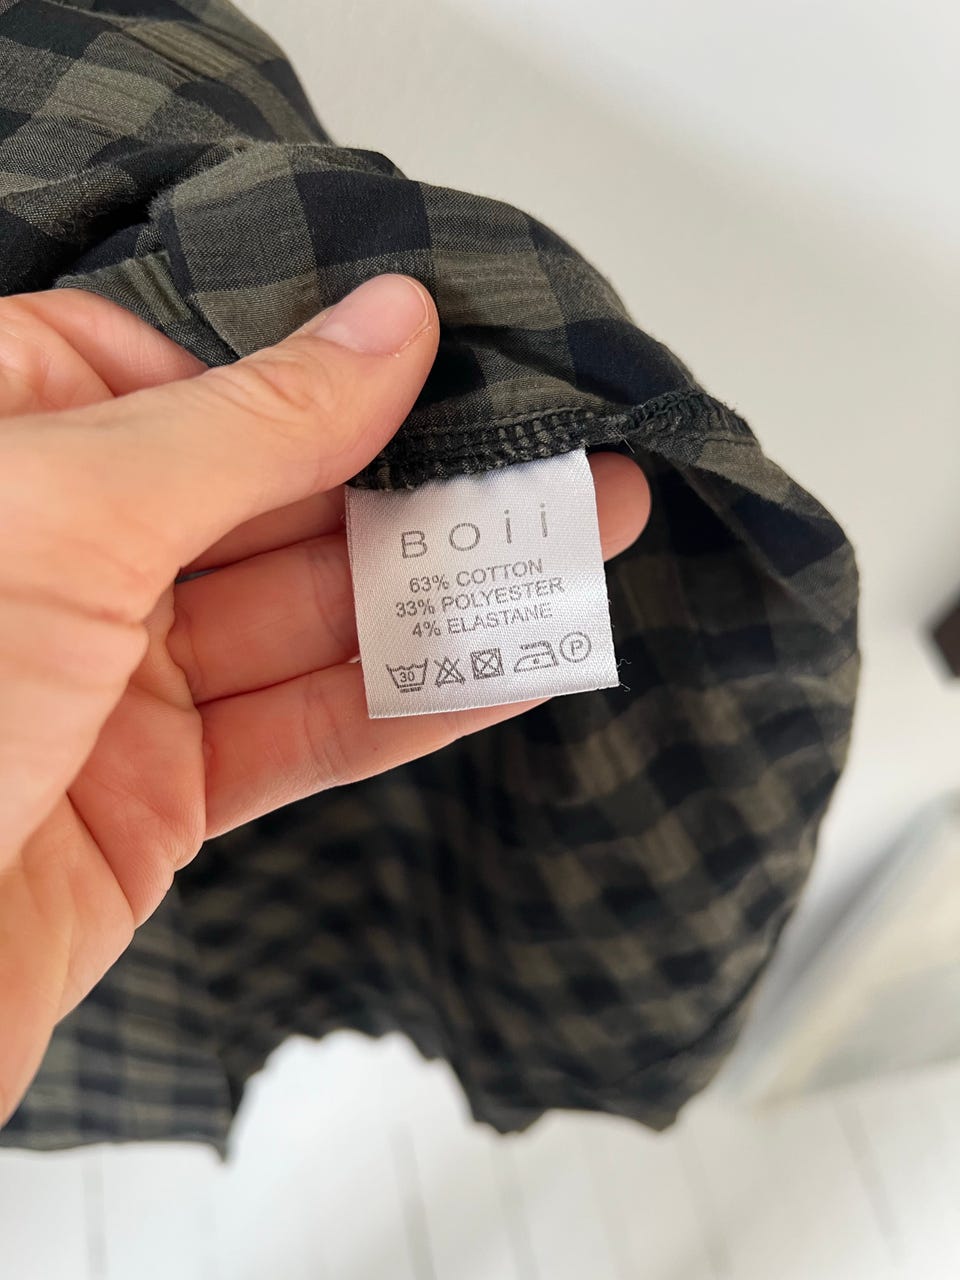 BOii
63% COTTON
33% POLYESTER
4% ELASTANE
30 P